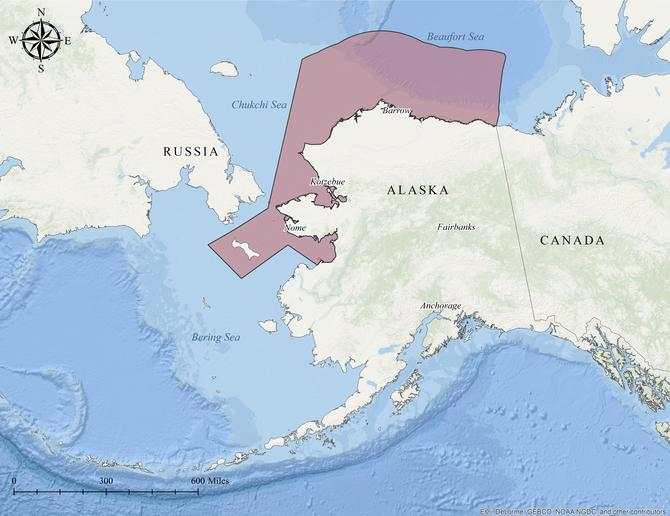 N
W
E
S
Beaufort Sea
Chukchi Sea
Barrow
RUSSIA
Kotzebue
ALASKA
Nome
Fairbanks
CANADA
Anchorage
Bering Sea
0 300 600 Miles
Esri, DeLorme, GEBCO, NOAA NGDC, and other contributors